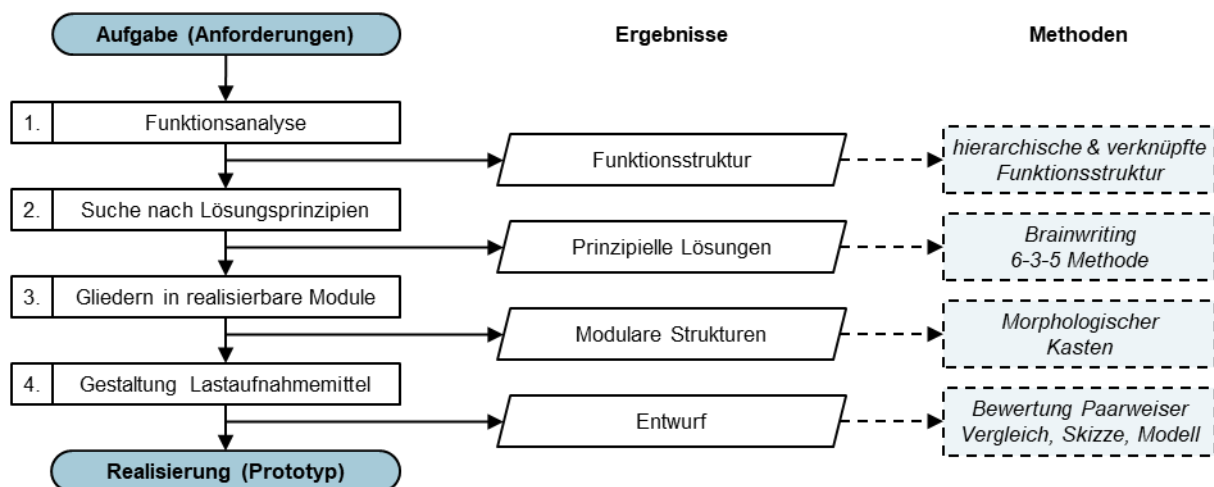 Aufgabe (Anforderungen)
Ergebnisse
Methoden
1. Funktionsanalyse
Funktionsstruktur
hierarchische & verknüpfte
Funktionsstruktur
2. Suche nach Lösungsprinzipien
Prinzipielle Lösungen
Brainwriting
6-3-5 Methode
3. Gliedern in realisierbare Module
Modulare Strukturen
Morphologischer
Kasten
4. Gestaltung Lastaufnahmemittel
Entwurf
Bewertung Paarweiser
Vergleich, Skizze, Modell
Realisierung (Prototyp)